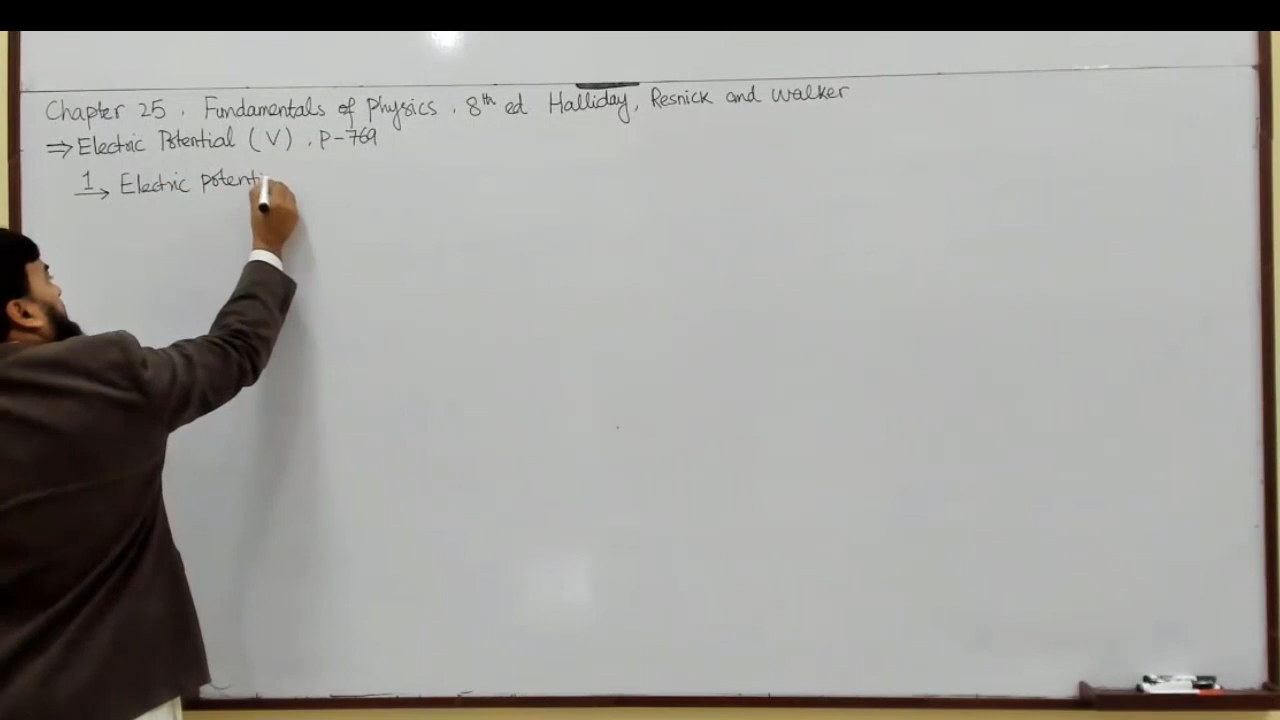 Chapter 25, Fundamentals of Physics, 8th ed Halliday, Resnick and Walker
⇒ Electric Potential (V), P-769
1→ Electric potenti